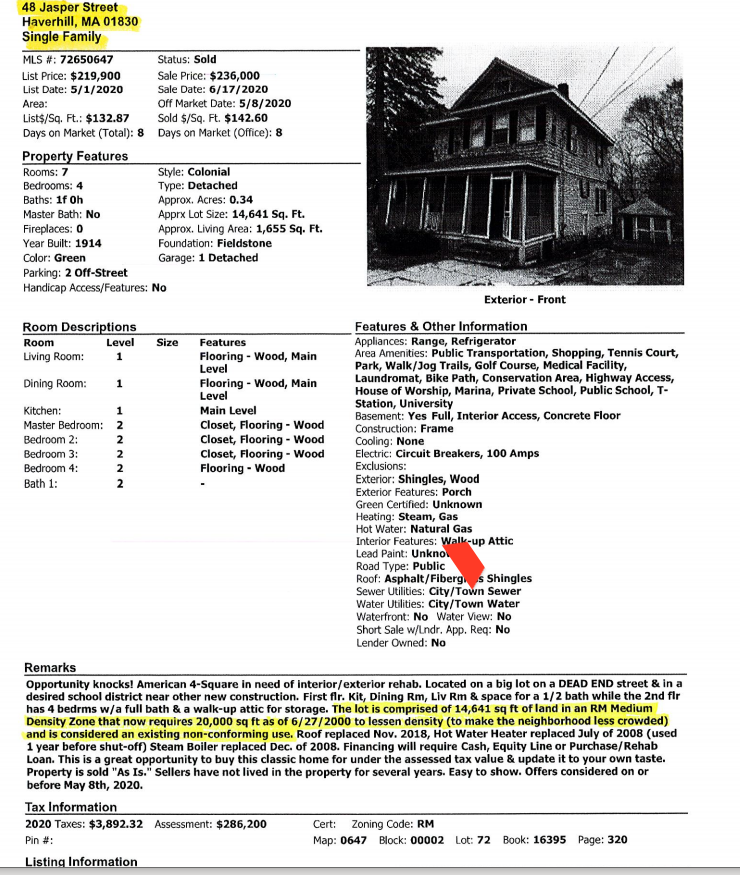 48 Jasper Street
Haverhill, MA 01830
Single Family
MLS #: 72650647 Status: Sold
List Price: $219,900 Sale Price: $236,000
List Date: 5/1/2020 Sale Date: 6/17/2020
Area: Off Market Date: 5/8/2020
List$/Sq. Ft.: $132.87 Sold $/Sq. Ft. $142.60
Days on Market (Total): 8 Days on Market (Office): 8
Property Features
Rooms: 7 Style: Colonial
Bedrooms: 4 Type: Detached
Baths: 1f 0h Approx. Acres: 0.34
Master Bath: No Apprx Lot Size: 14,641 Sq. Ft.
Fireplaces: 0 Approx. Living Area: 1,655 Sq. Ft.
Year Built: 1914 Foundation: Fieldstone
Color: Green Garage: 1 Detached
Parking: 2 Off-Street
Handicap Access/Features: No
Exterior - Front
Room Descriptions
Room Level Size Features
Living Room: 1 Flooring - Wood, Main
Level
Dining Room: 1 Flooring - Wood, Main
Level
Kitchen: 1 Main Level
Master Bedroom: 2 Closet, Flooring - Wood
Bedroom 2: 2 Closet, Flooring - Wood
Bedroom 3: 2 Closet, Flooring - Wood
Bedroom 4: 2 Flooring - Wood
Bath 1: 2 -
Features & Other Information
Appliances: Range, Refrigerator
Area Amenities: Public Transportation, Shopping, Tennis Court,
Park, Walk/Jog Trails, Golf Course, Medical Facility,
Laundromat, Bike Path, Conservation Area, Highway Access,
House of Worship, Marina, Private School, Public School, T-
Station, University
Basement: Yes Full, Interior Access, Concrete Floor
Construction: Frame
Cooling: None
Electric: Circuit Breakers, 100 Amps
Exclusions:
Exterior: Shingles, Wood
Exterior Features: Porch
Green Certified: Unknown
Heating: Steam, Gas
Hot Water: Natural Gas
Interior Features: Walk-up Attic
Lead Paint:
Road Type: Public
Roof: Shingles
Sewer Utilities: City/Town Sewer
Water Utilities: City/Town Water
Waterfront: No Water View: No
Short Sale w/Lndr. App. Req: No
Lender Owned: No
Remarks
Opportunity knocks! American 4-Square in need of interior/exterior rehab. Located on a big lot on a DEAD END street & in a
desired school district near other new construction. First flr. Kit, Dining Rm, Liv Rm & space for a 1/2 bath while the 2nd flr
has 4 bedrms w/a full bath & a walk-up attic for storage. The lot is comprised of 14,641 sq ft of land in an RM Medium
Density Zone that now requires 20,000 sq ft as of 6/27/2000 to lessen density (to make the neighborhood less crowded)
and is considered an existing non-conforming use. Roof replaced Nov. 2018, Hot Water Heater replaced July of 2008 (used
1 year before shut-off) Steam Boiler replaced Dec. of 2008. Financing will require Cash, Equity Line or Purchase/Rehab
Loan. This is a great opportunity to buy this classic home for under the assessed tax value & update it to your own taste.
Property is sold "As Is." Sellers have not lived in the property for several years. Easy to show. Offers considered on or
before May 8th, 2020.
Tax Information
2020 Taxes: $3,892.32 Assessment: $286,200 Cert: Zoning Code: RM
Pin #: Map: 0647 Block: 00002 Lot: 72 Book: 16395 Page: 320
Listing Information